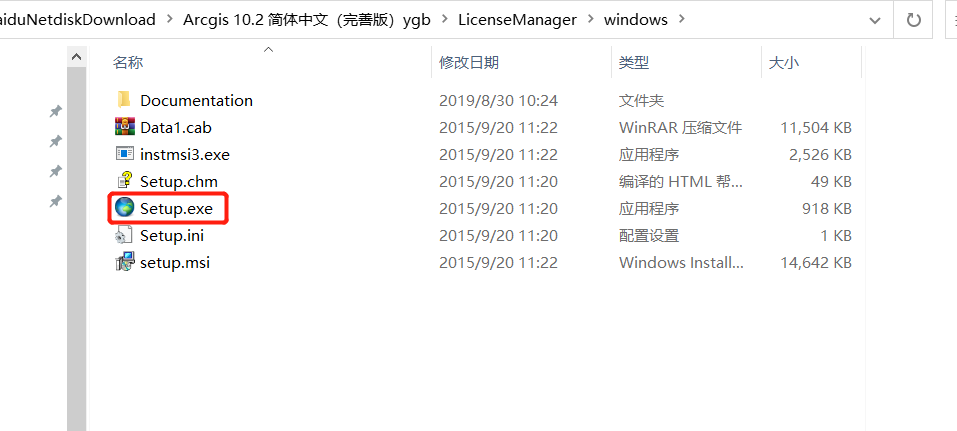 aiduNetdiskDownload > Arcgis 10.2 简体中文（完善版）ygb > LicenseManager > windows >
名称 修改日期 类型 大小
Documentation 2019/8/30 10:24 文件夹
Data1.cab 2015/9/20 11:22 WinRAR 压缩文件 11,504 KB
instmsi3.exe 2015/9/20 11:22 应用程序 2,526 KB
Setup.chm 2015/9/20 11:20 编译的 HTML 帮... 49 KB
Setup.exe 2015/9/20 11:20 应用程序 918 KB
Setup.ini 2015/9/20 11:20 配置设置 1 KB
setup.msi 2015/9/20 11:22 Windows Install... 14,642 KB